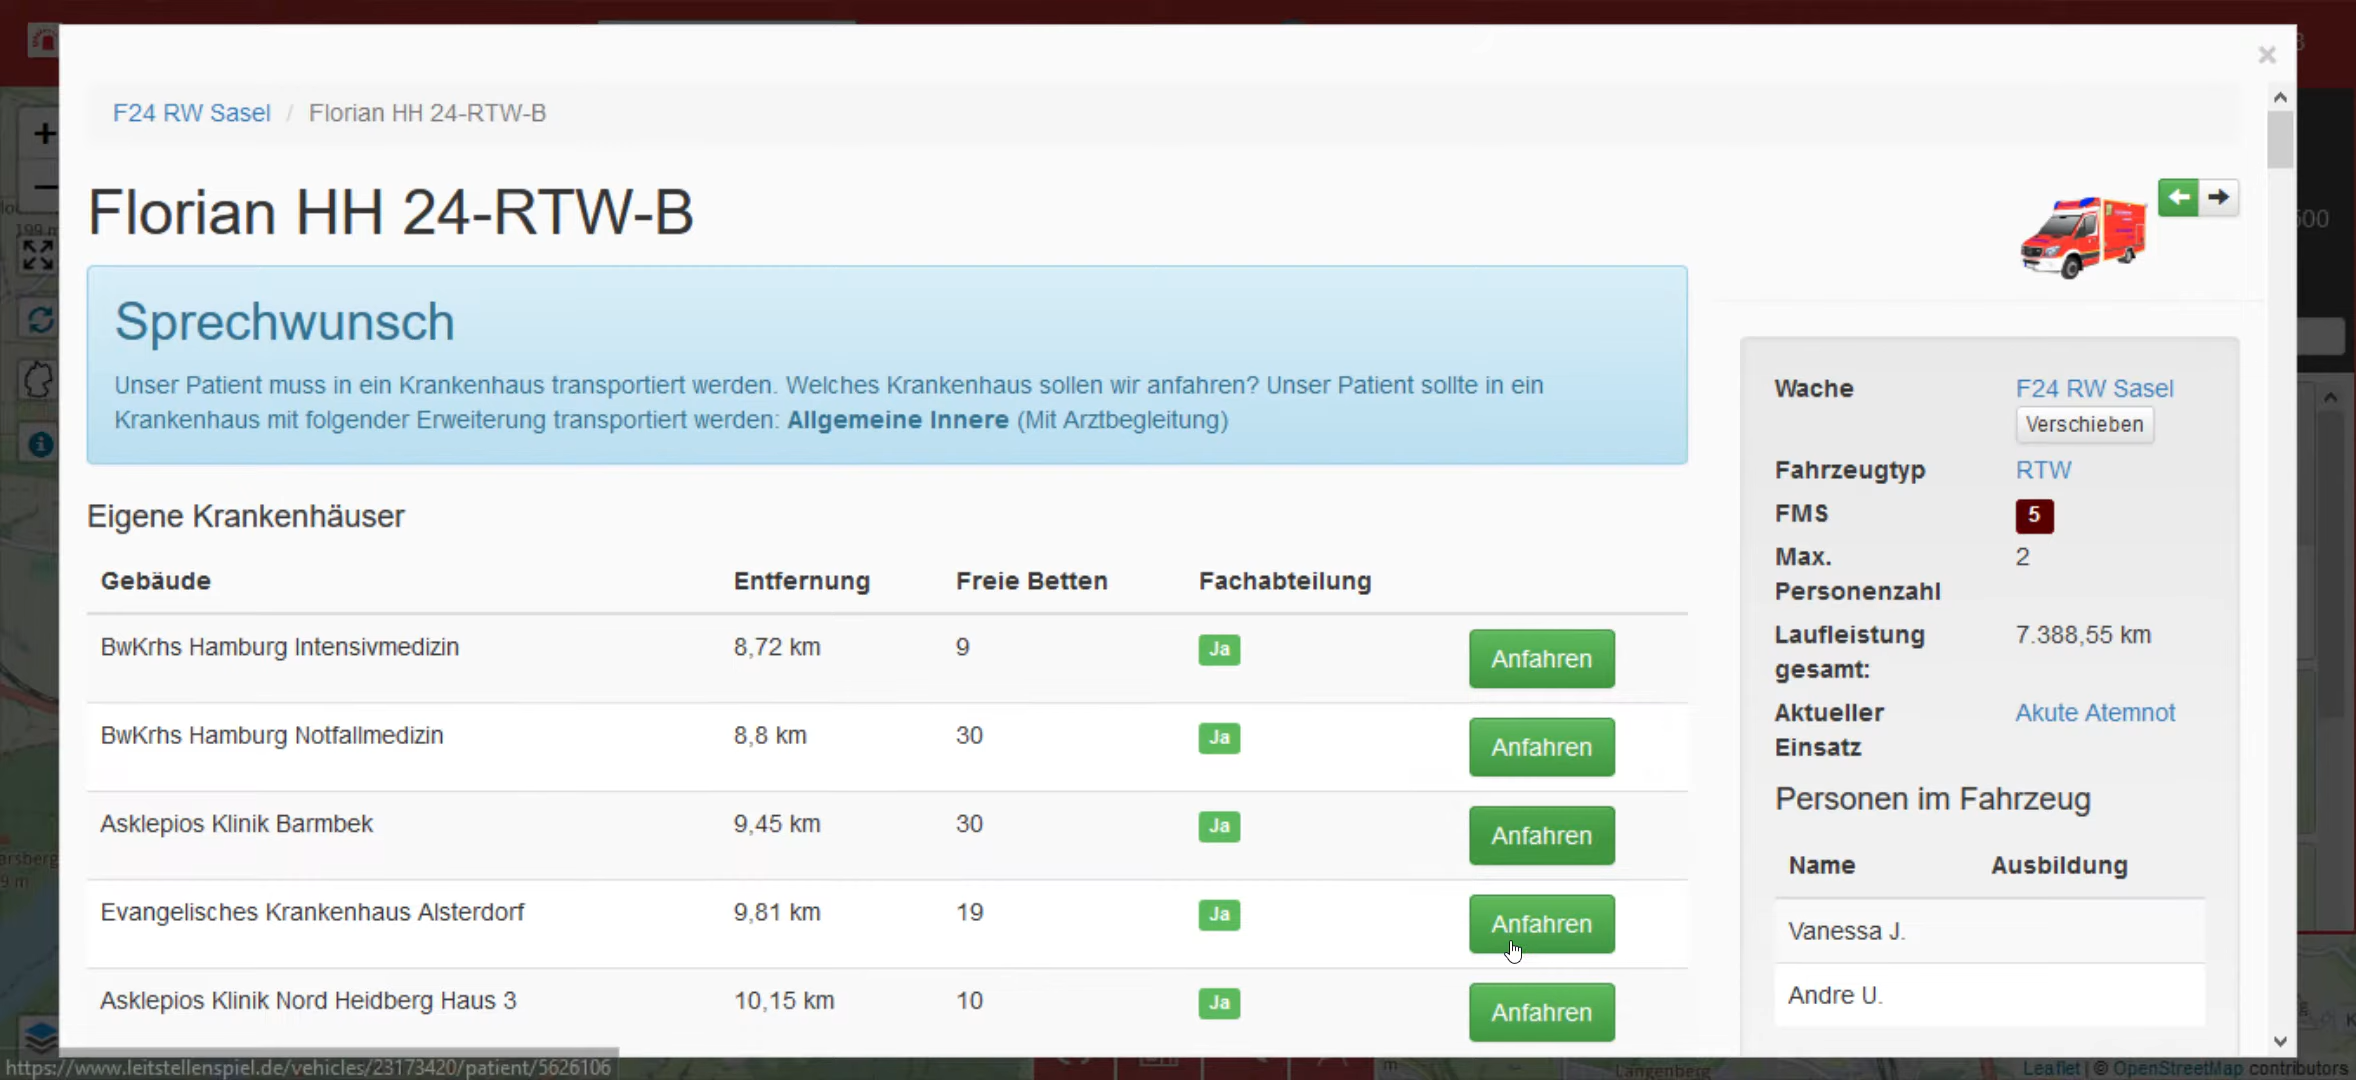 ×
F24 RW Sasel / Florian HH 24-RTW-B
Florian HH 24-RTW-B
Sprechwunsch
Unser Patient muss in ein Krankenhaus transportiert werden. Welches Krankenhaus sollen wir anfahren? Unser Patient sollte in ein
Krankenhaus mit folgender Erweiterung transportiert werden: Allgemeine Innere (Mit Arztbegleitung)
Eigene Krankenhäuser
Gebäude Entfernung Freie Betten Fachabteilung
BwKrhs Hamburg Intensivmedizin 8,72 km 9 Ja Anfahren
BwKrhs Hamburg Notfallmedizin 8,8 km 30 Ja Anfahren
Asklepios Klinik Barmbek 9,45 km 30 Ja Anfahren
Evangelisches Krankenhaus Alsterdorf 9,81 km 19 Ja Anfahren
Asklepios Klinik Nord Heidberg Haus 3 10,15 km 10 Ja Anfahren
Wache F24 RW Sasel
Verschieben
Fahrzeugtyp RTW
FMS 5
Max. 2
Personenzahl
Laufleistung 7.388,55 km
gesamt:
Aktueller Akute Atemnot
Einsatz
Personen im Fahrzeug
Name Ausbildung
Vanessa J.
Andre U.
+
−
199 m
arsberg
9 m
500
https://www.leitstellenspiel.de/vehicles/23173420/patient/5626106
m
Langenberg
Leaflet | © OpenStreetMap contributors